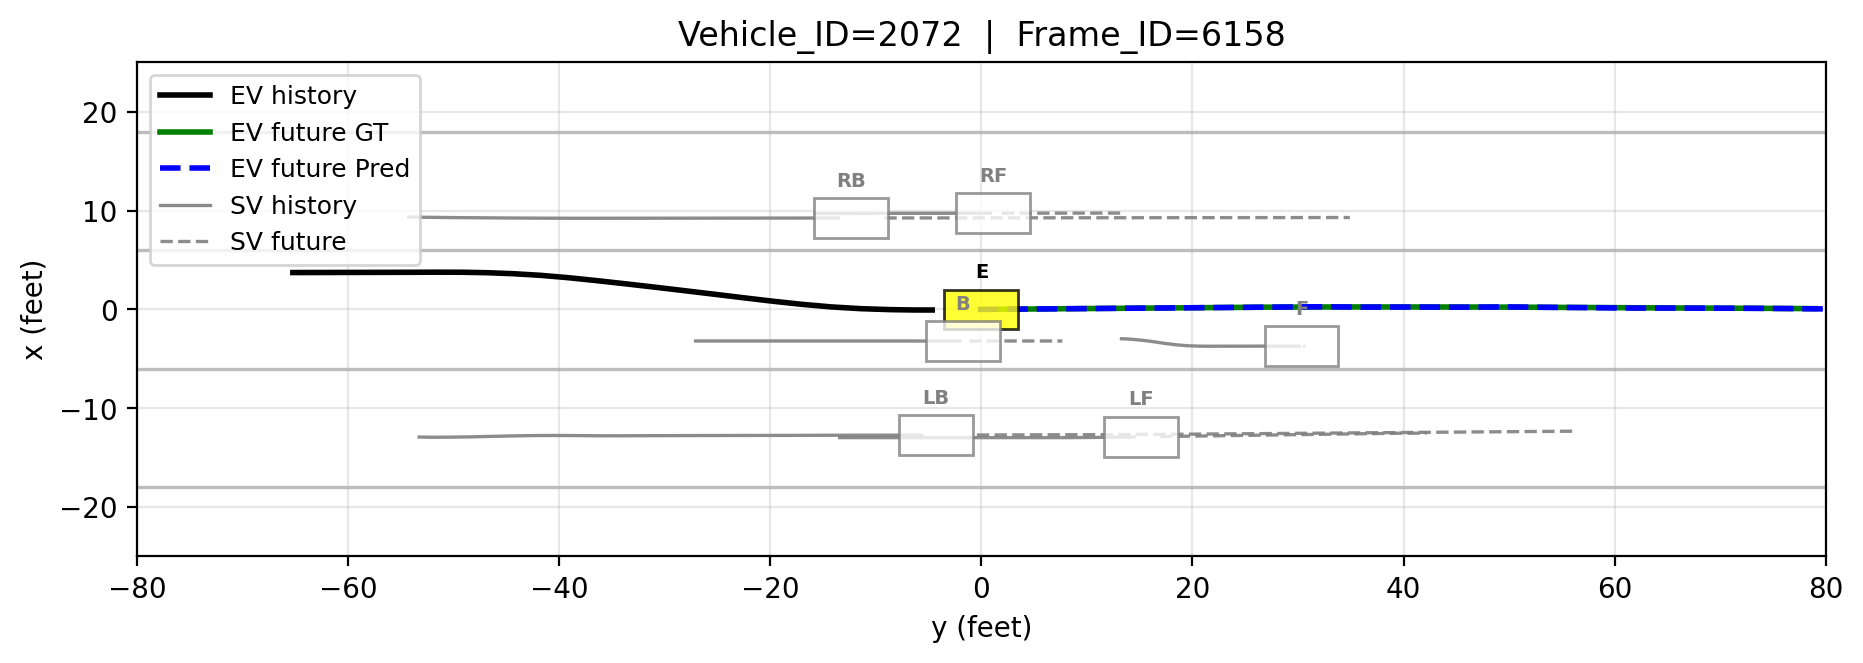 Vehicle_ID=2072 | Frame_ID=6158
EV history
EV future GT
EV future Pred
SV history
SV future
RB
RF
E
B
F
LB
LF
20
10
0
−10
−20
x (feet)
−80
−60
−40
−20
0
20
40
60
80
y (feet)